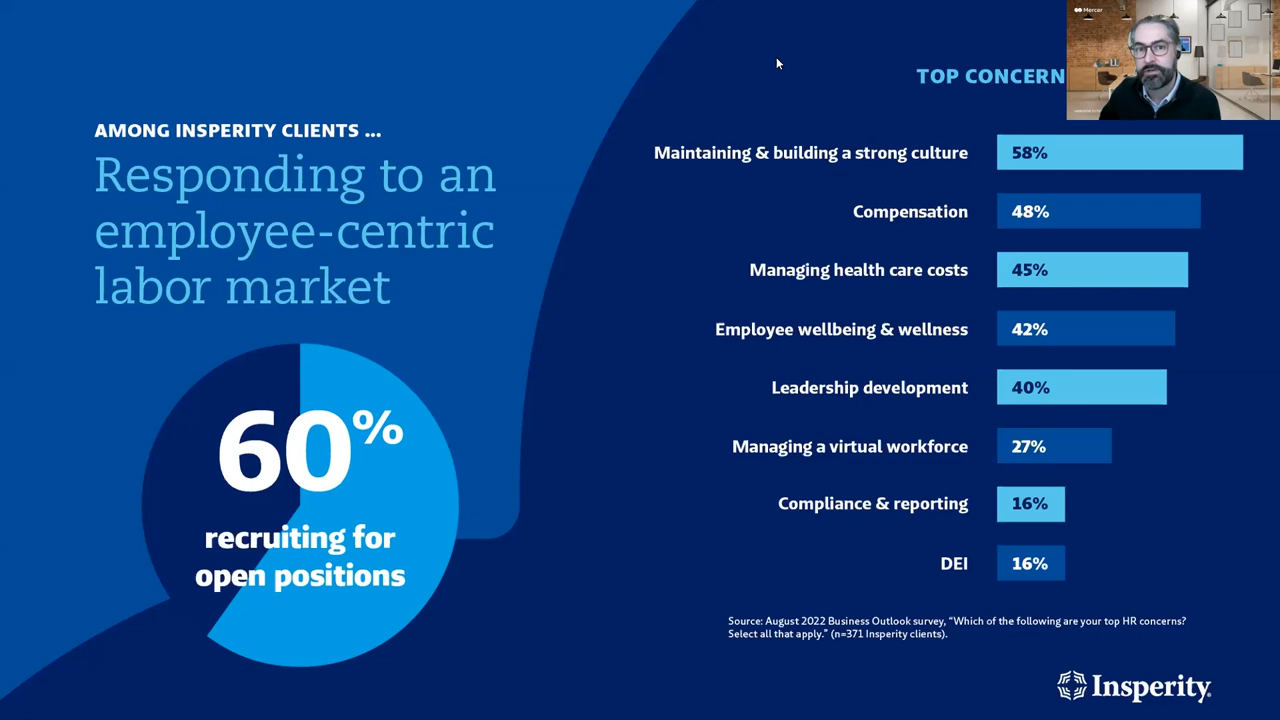 AMONG INSPERITY CLIENTS ...
Responding to an
employee-centric
labor market
60%
recruiting for
open positions
TOP CONCERN
Mercer
Maintaining & building a strong culture 58%
Compensation 48%
Managing health care costs 45%
Employee wellbeing & wellness 42%
Leadership development 40%
Managing a virtual workforce 27%
Compliance & reporting 16%
DEI 16%
Source: August 2022 Business Outlook survey, “Which of the following are your top HR concerns?
Select all that apply.” (n=371 Insperity clients).
Insperity.